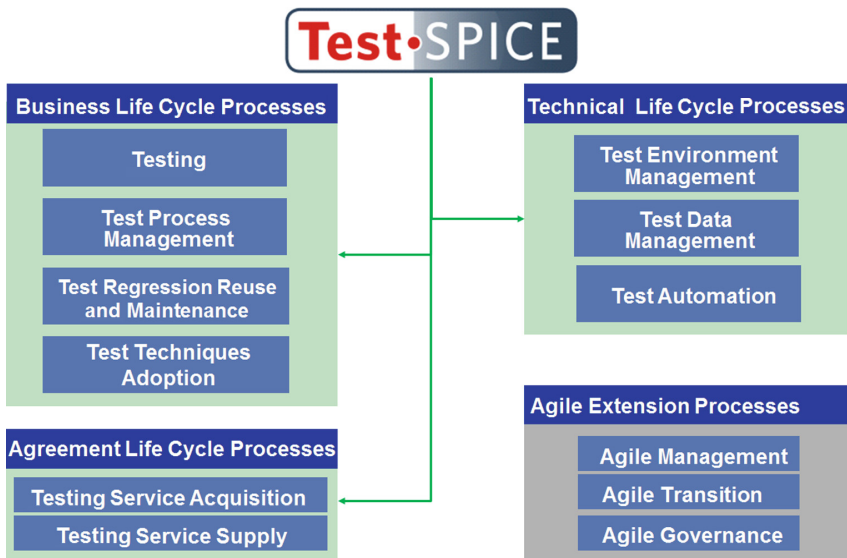 Test•SPICE
Business Life Cycle Processes
Testing
Test Process
Management
Test Regression Reuse
and Maintenance
Test Techniques
Adoption
Agreement Life Cycle Processes
Testing Service Acquisition
Testing Service Supply
Technical Life Cycle Processes
Test Environment
Management
Test Data
Management
Test Automation
Agile Extension Processes
Agile Management
Agile Transition
Agile Governance